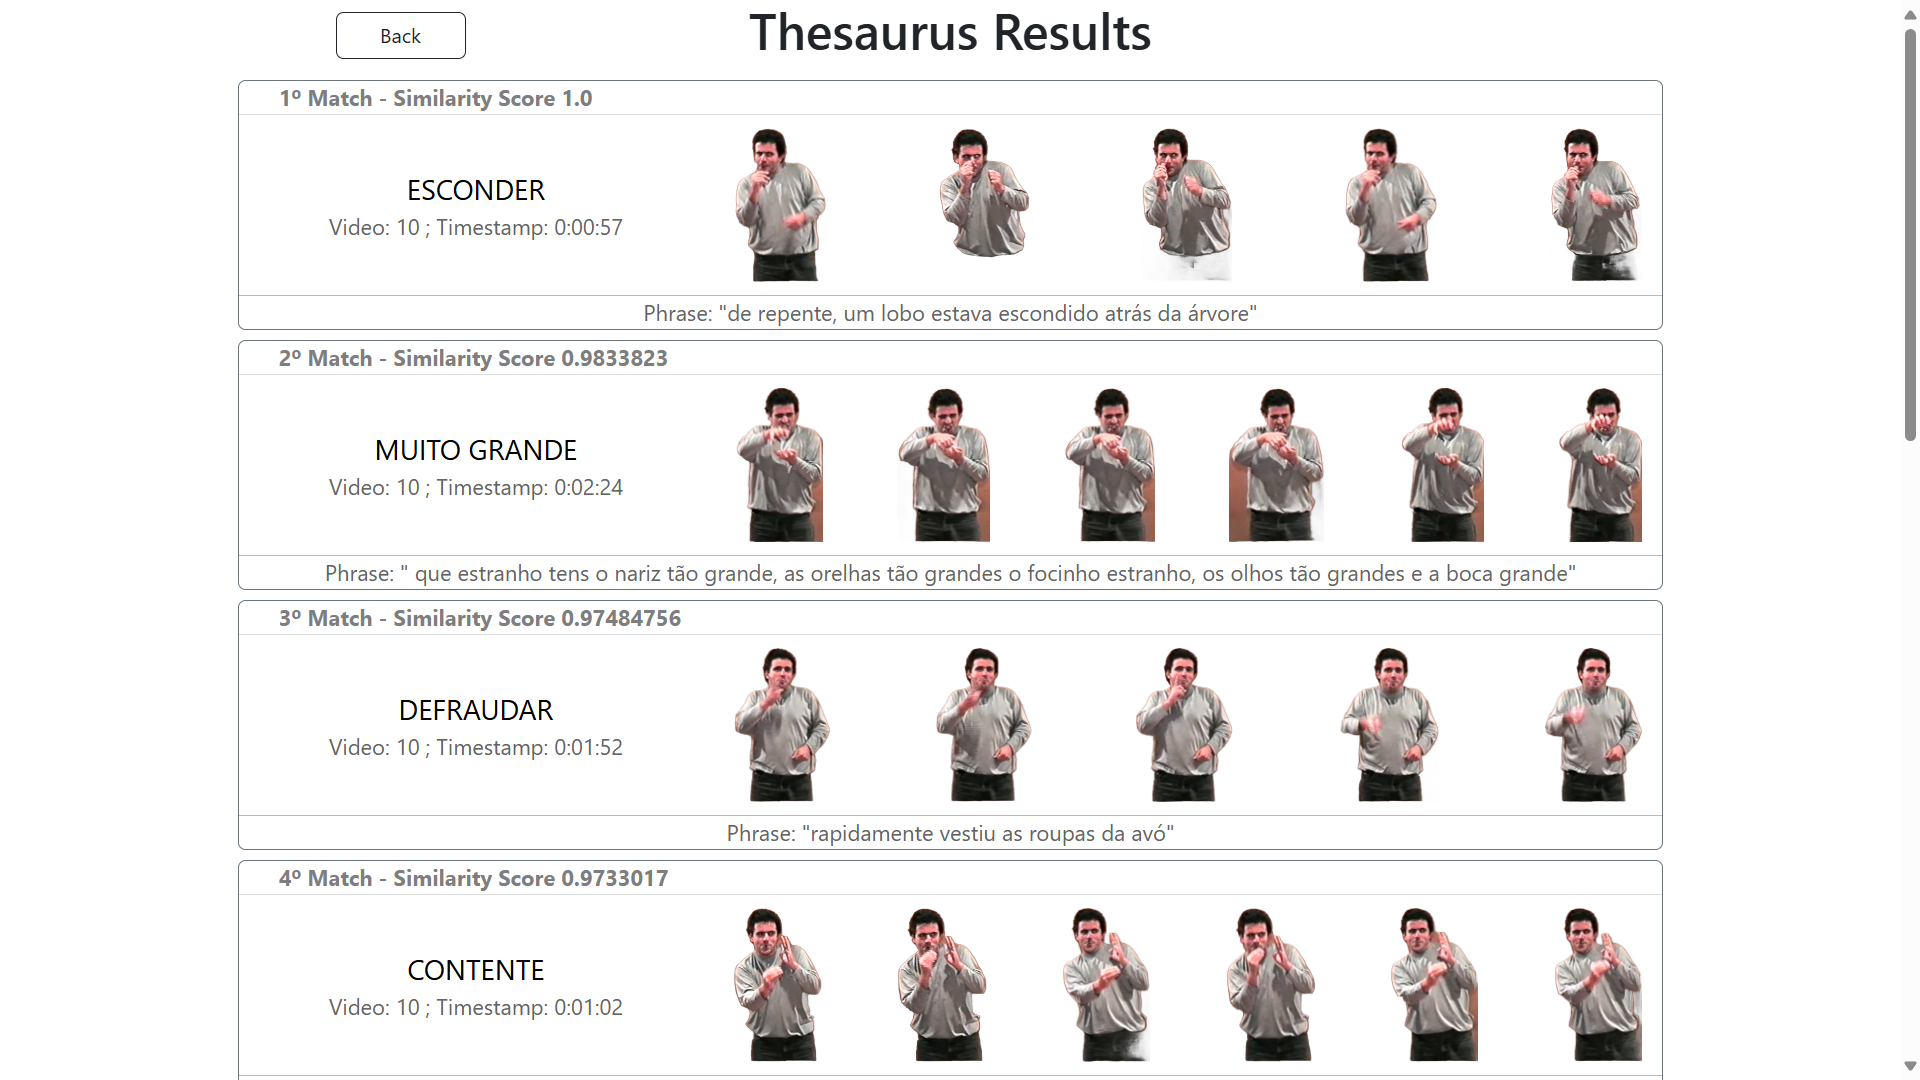 Back
Thesaurus Results
1º Match - Similarity Score 1.0
ESCONDER
Video: 10 ; Timestamp: 0:00:57
Phrase: "de repente, um lobo estava escondido atrás da árvore"
2º Match - Similarity Score 0.9833823
MUITO GRANDE
Video: 10 ; Timestamp: 0:02:24
Phrase: " que estranho tens o nariz tão grande, as orelhas tão grandes o focinho estranho, os olhos tão grandes e a boca grande"
3º Match - Similarity Score 0.97484756
DEFRAUDAR
Video: 10 ; Timestamp: 0:01:52
Phrase: "rapidamente vestiu as roupas da avó"
4º Match - Similarity Score 0.9733017
CONTENTE
Video: 10 ; Timestamp: 0:01:02